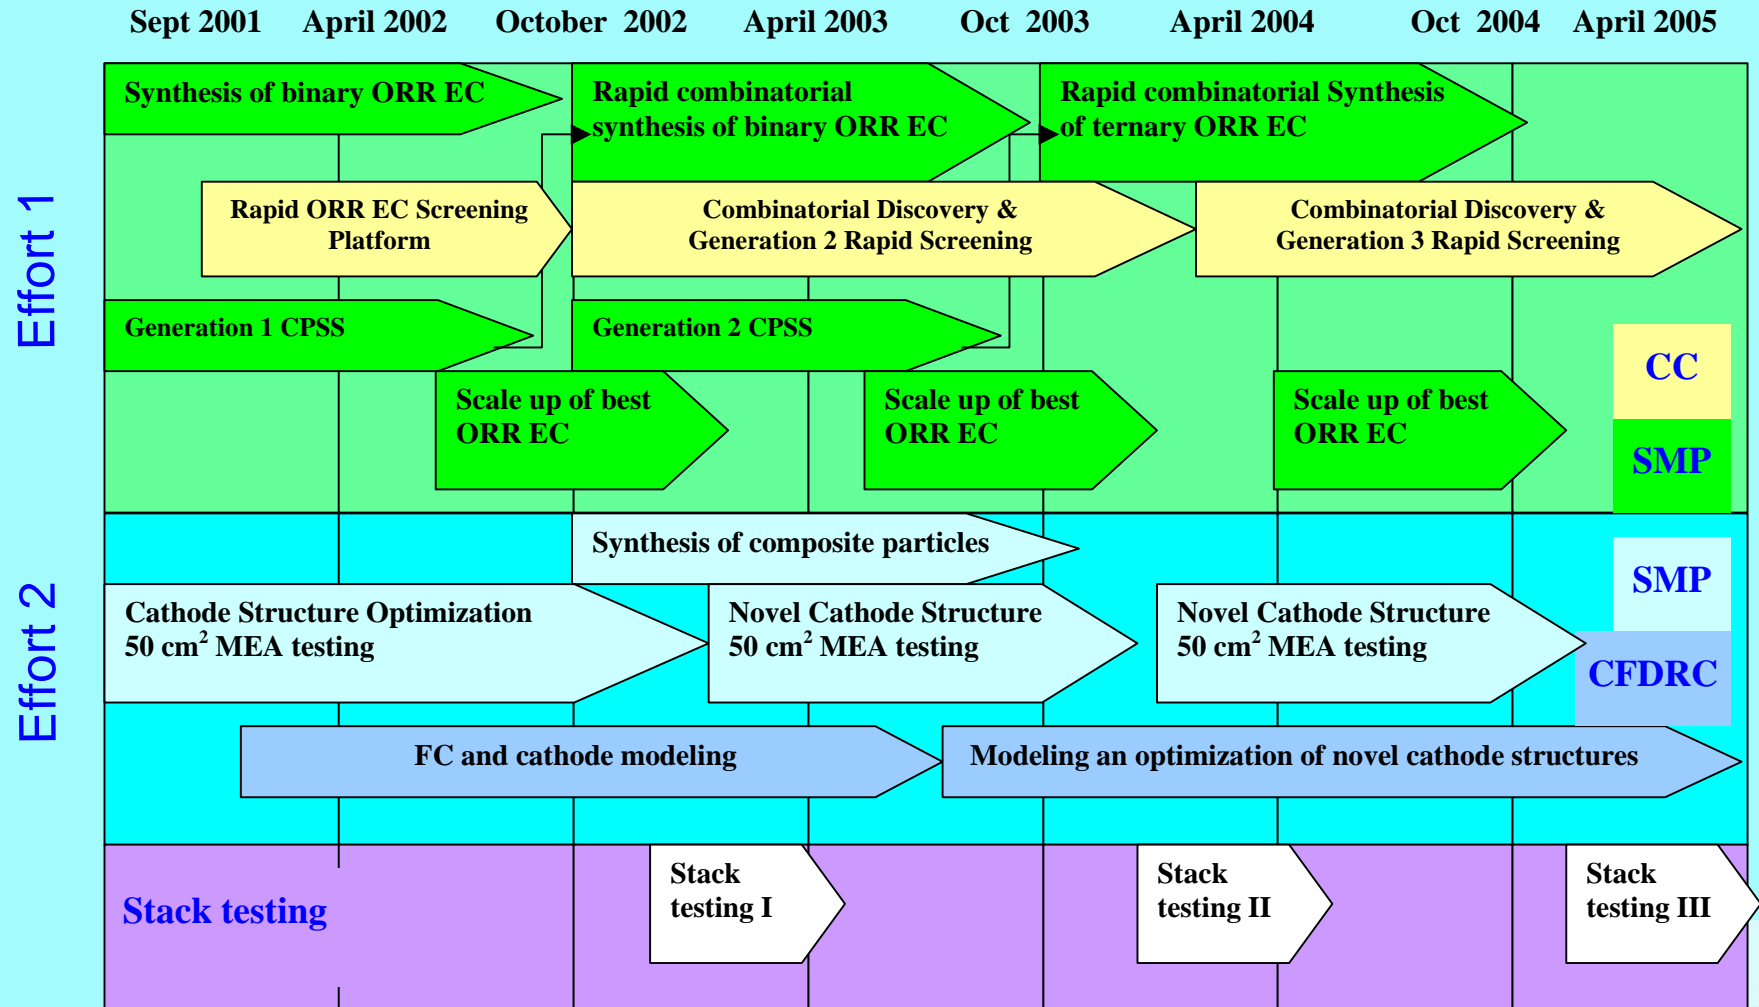 Sept 2001 April 2002 October 2002 April 2003 Oct 2003 April 2004 Oct 2004 April 2005
Effort 1
Synthesis of binary ORR EC
Rapid combinatorial
synthesis of binary ORR EC
Rapid combinatorial Synthesis
of ternary ORR EC
Rapid ORR EC Screening
Platform
Combinatorial Discovery &
Generation 2 Rapid Screening
Combinatorial Discovery &
Generation 3 Rapid Screening
Generation 1 CPSS
Generation 2 CPSS
CC
Scale up of best
ORR EC
Scale up of best
ORR EC
Scale up of best
ORR EC
SMP
Effort 2
Synthesis of composite particles
SMP
Cathode Structure Optimization
50 cm² MEA testing
Novel Cathode Structure
50 cm² MEA testing
Novel Cathode Structure
50 cm² MEA testing
CFDRC
FC and cathode modeling
Modeling an optimization of novel cathode structures
Stack testing
Stack
testing I
Stack
testing II
Stack
testing III